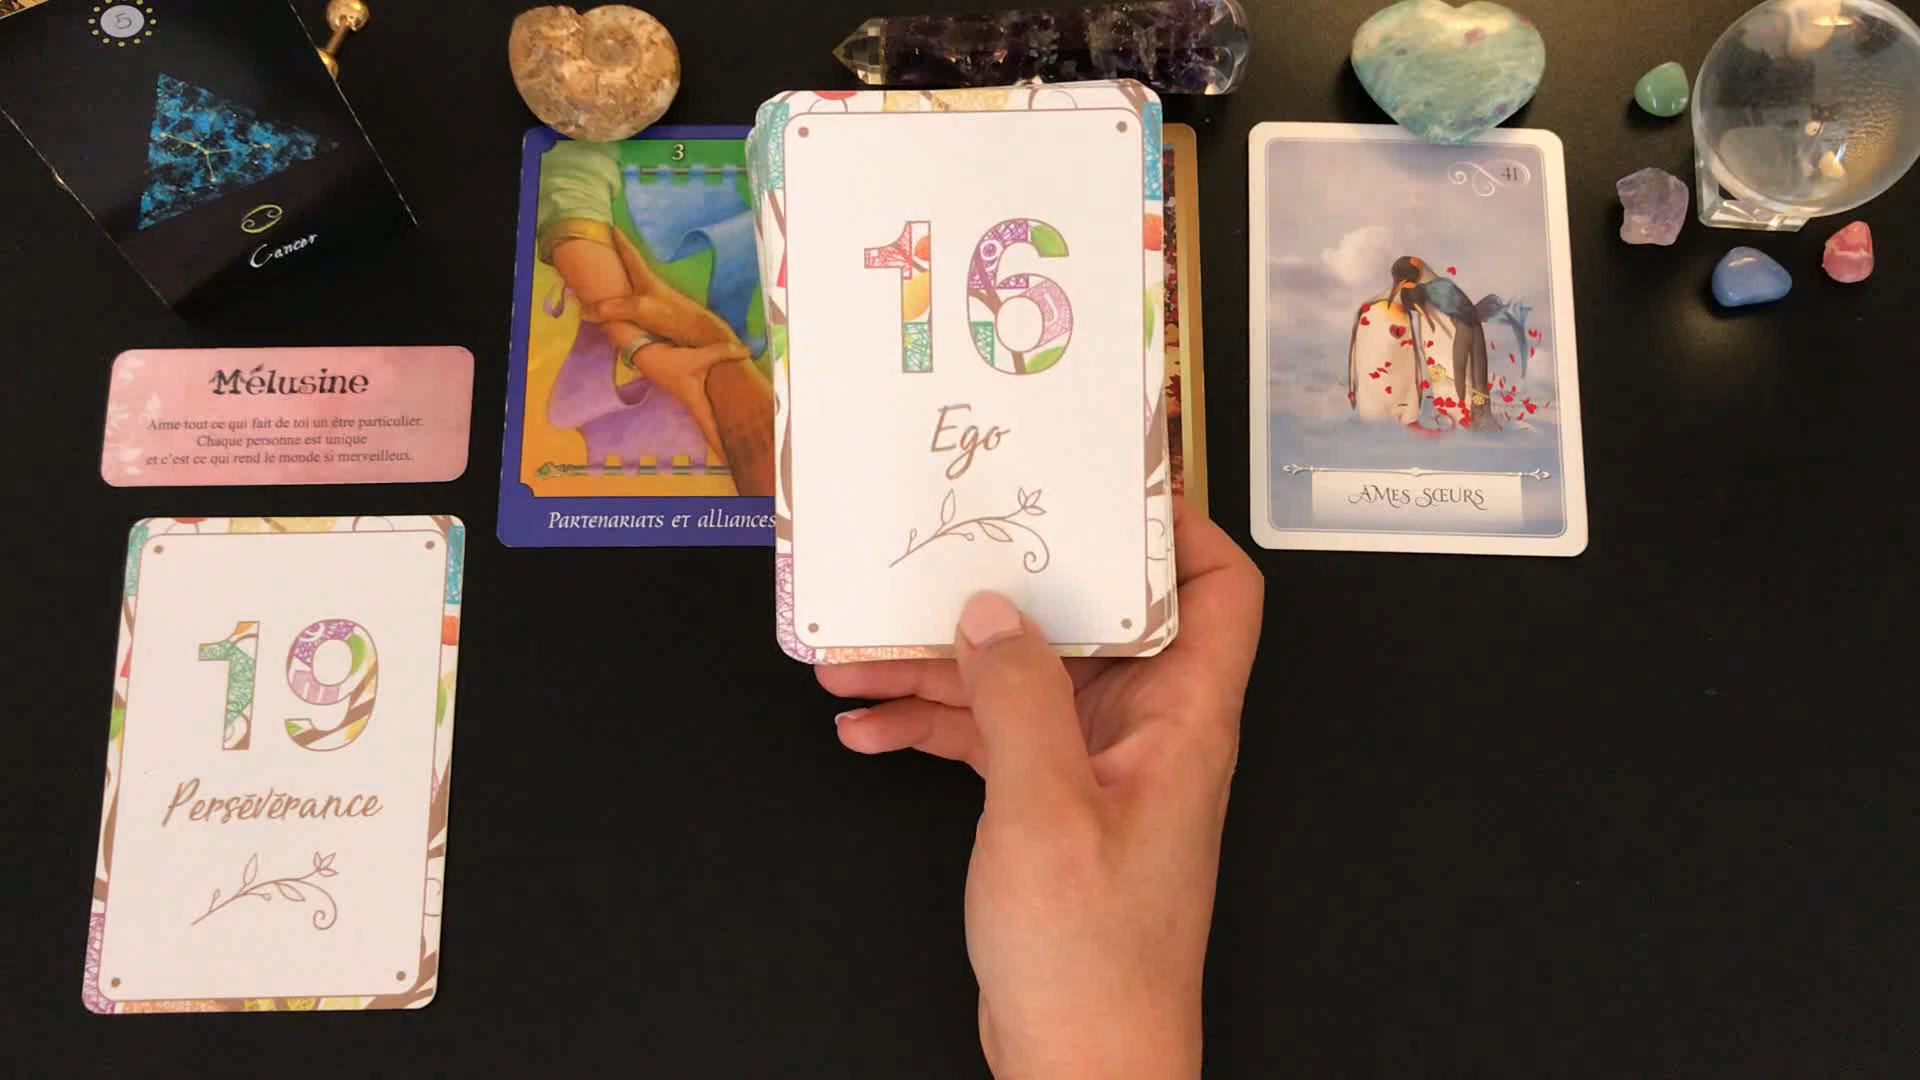 5
Cancer
Mélusine
Aime tout ce qui fait de toi un être particulier.
Chaque personne est unique
et c'est ce qui rend le monde si merveilleux.
19
Persévérance
3
Partenariats et alliances
16
Ego
41
ÂMES SŒURS